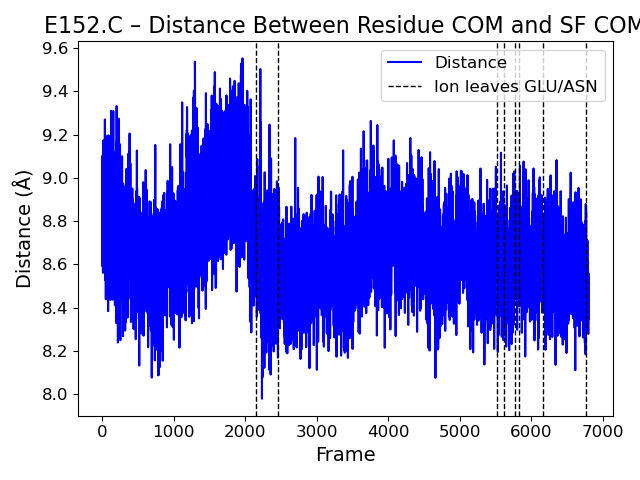 E152.C – Distance Between Residue COM and SF COM
Distance (Å)
9.6
9.4
9.2
9.0
8.8
8.6
8.4
8.2
8.0
Distance
Ion leaves GLU/ASN
0 1000 2000 3000 4000 5000 6000 7000
Frame